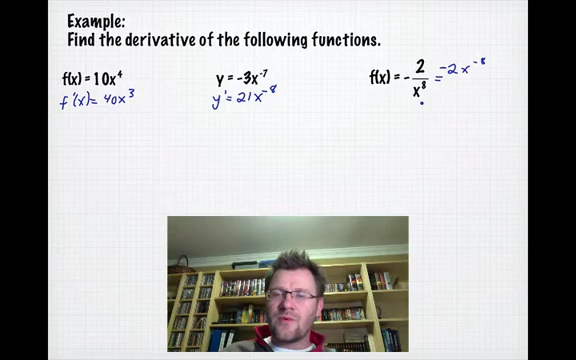 Example:
Find the derivative of the following functions.
f(x) = 10x⁴
f'(x) = 40x³
y = -3x⁻⁷
y' = 21x⁻⁸
f(x) = - 2/x⁸ = -2x⁻⁸